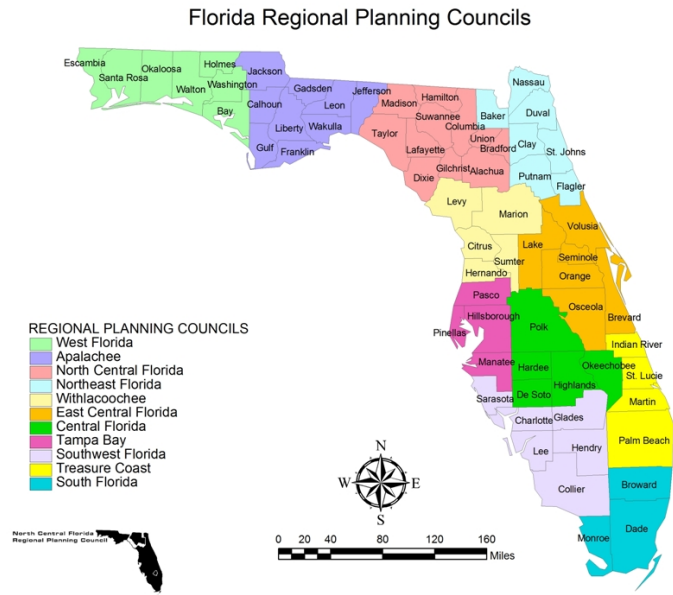 Florida Regional Planning Councils
Escambia
Santa Rosa
Okaloosa
Walton
Holmes
Washington
Bay
Jackson
Calhoun
Gulf
Gadsden
Liberty
Franklin
Leon
Wakulla
Jefferson
Madison
Taylor
Hamilton
Suwannee
Lafayette
Dixie
Columbia
Gilchrist
Union
Bradford
Alachua
Baker
Nassau
Duval
Clay
St. Johns
Putnam
Flagler
Levy
Marion
Citrus
Sumter
Hernando
Lake
Volusia
Seminole
Orange
Osceola
Brevard
Pasco
Hillsborough
Pinellas
Manatee
Polk
Hardee
De Soto
Highlands
Okeechobee
Indian River
St. Lucie
Martin
Palm Beach
Sarasota
Charlotte
Glades
Lee
Hendry
Collier
Broward
Dade
Monroe
REGIONAL PLANNING COUNCILS
West Florida
Apalachee
North Central Florida
Northeast Florida
Withlacoochee
East Central Florida
Central Florida
Tampa Bay
Southwest Florida
Treasure Coast
South Florida
N
W
E
S
0 20 40 80 120 160
Miles
North Central Florida
Regional Planning Council